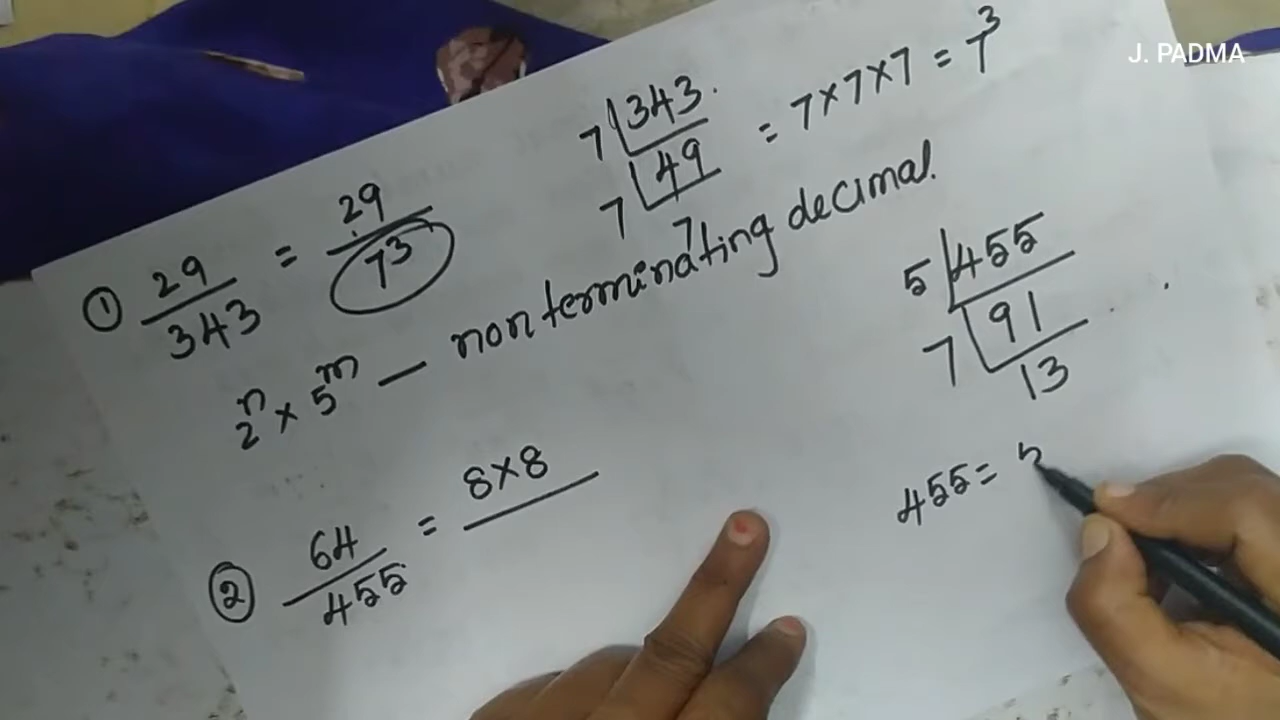 J. PADMA
7 | 343 = 7×7×7 = 7³
7 | 49
7
① 29/343 = 29/7³
2ⁿ × 5ᵐ — non terminating decimal.
5 | 455
7 | 91
13
② 64/455 = 8×8
455 = 5